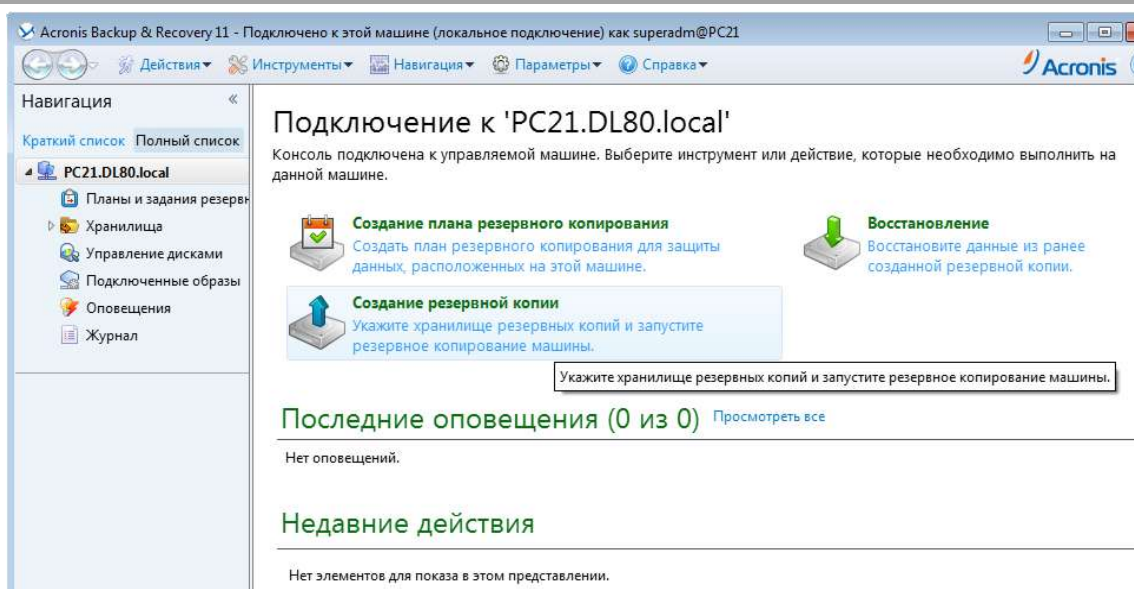 Acronis Backup & Recovery 11 - Подключено к этой машине (локальное подключение) как superadm@PC21
Действия Инструменты Навигация Параметры Справка Acronis
Навигация
Краткий список Полный список
PC21.DL80.local
Планы и задания резерв
Хранилища
Управление дисками
Подключенные образы
Оповещения
Журнал
Подключение к 'PC21.DL80.local'
Консоль подключена к управляемой машине. Выберите инструмент или действие, которые необходимо выполнить на
данной машине.
Создание плана резервного копирования
Создать план резервного копирования для защиты
данных, расположенных на этой машине.
Восстановление
Восстановите данные из ранее
созданной резервной копии.
Создание резервной копии
Укажите хранилище резервных копий и запустите
резервное копирование машины.
Укажите хранилище резервных копий и запустите резервное копирование машины.
Последние оповещения (0 из 0) Просмотреть все
Нет оповещений.
Недавние действия
Нет элементов для показа в этом представлении.